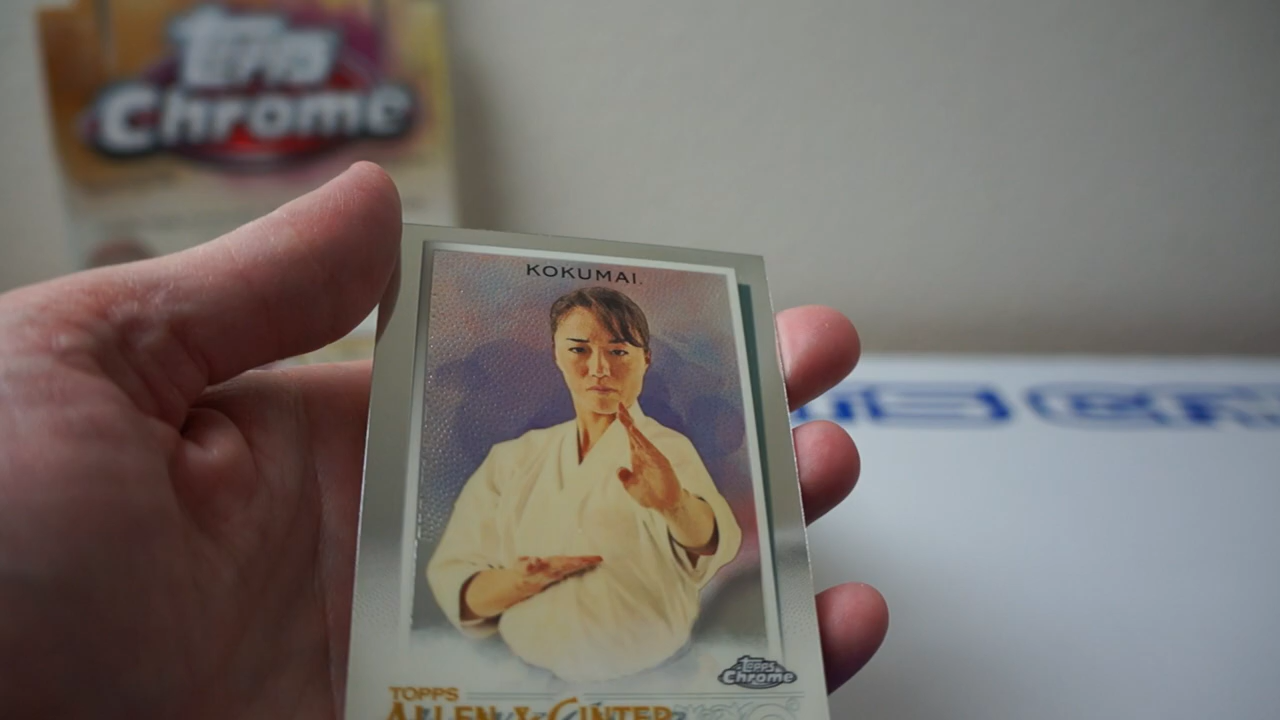 Topps
Chrome
KOKUMAI.
Topps
Chrome
TOPPS
ALLEN & GINTER